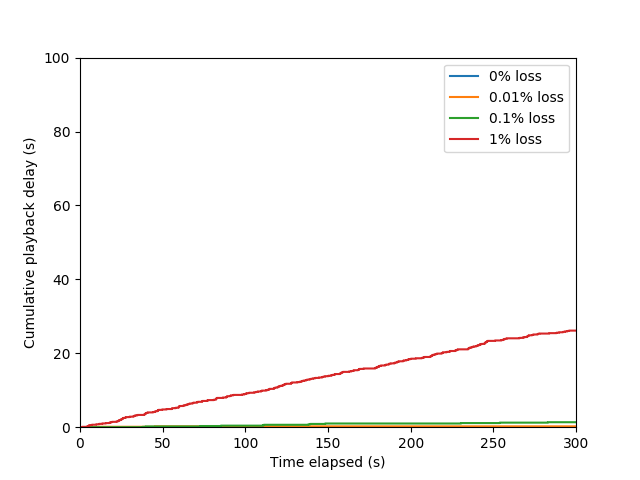 100
80
60
40
20
0
Cumulative playback delay (s)
0% loss
0.01% loss
0.1% loss
1% loss
0 50 100 150 200 250 300
Time elapsed (s)